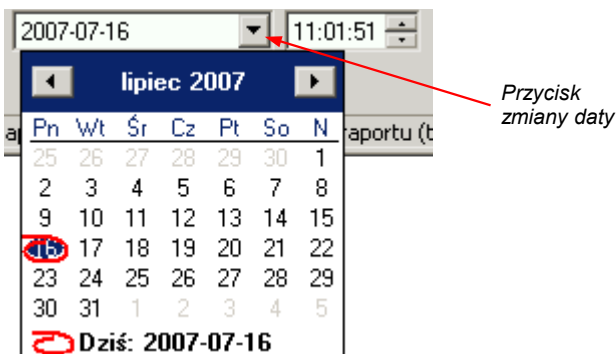 2007-07-16 11:01:51
lipiec 2007
Przycisk
zmiany daty
Pn Wt Śr Cz Pt So N
raportu (t
25 26 27 28 29 30 1
2 3 4 5 6 7 8
9 10 11 12 13 14 15
16 17 18 19 20 21 22
23 24 25 26 27 28 29
30 31 1 2 3 4 5
Dziś: 2007-07-16